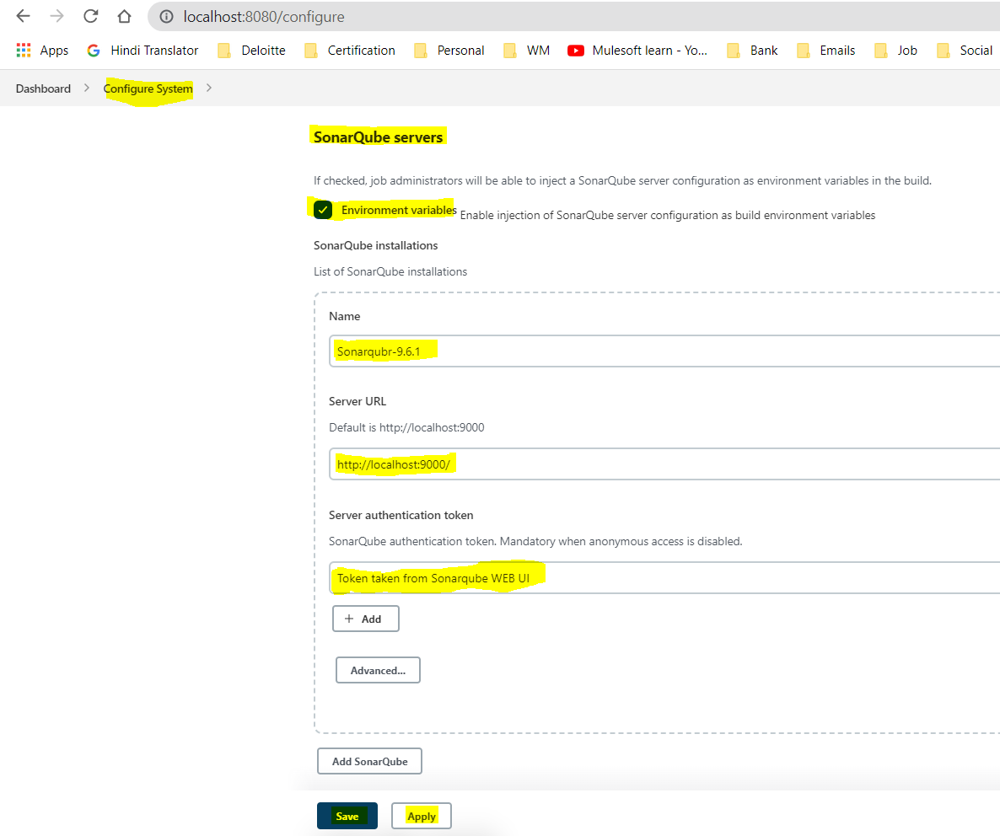 localhost:8080/configure
Apps Hindi Translator Deloitte Certification Personal WM Mulesoft learn - Yo... Bank Emails Job Social
Dashboard > Configure System >
SonarQube servers
If checked, job administrators will be able to inject a SonarQube server configuration as environment variables in the build.
Environment variables Enable injection of SonarQube server configuration as build environment variables
SonarQube installations
List of SonarQube installations
Name
Sonarqubr-9.6.1
Server URL
Default is http://localhost:9000
http://localhost:9000/
Server authentication token
SonarQube authentication token. Mandatory when anonymous access is disabled.
Token taken from Sonarqube WEB UI
+ Add
Advanced...
Add SonarQube
Save Apply